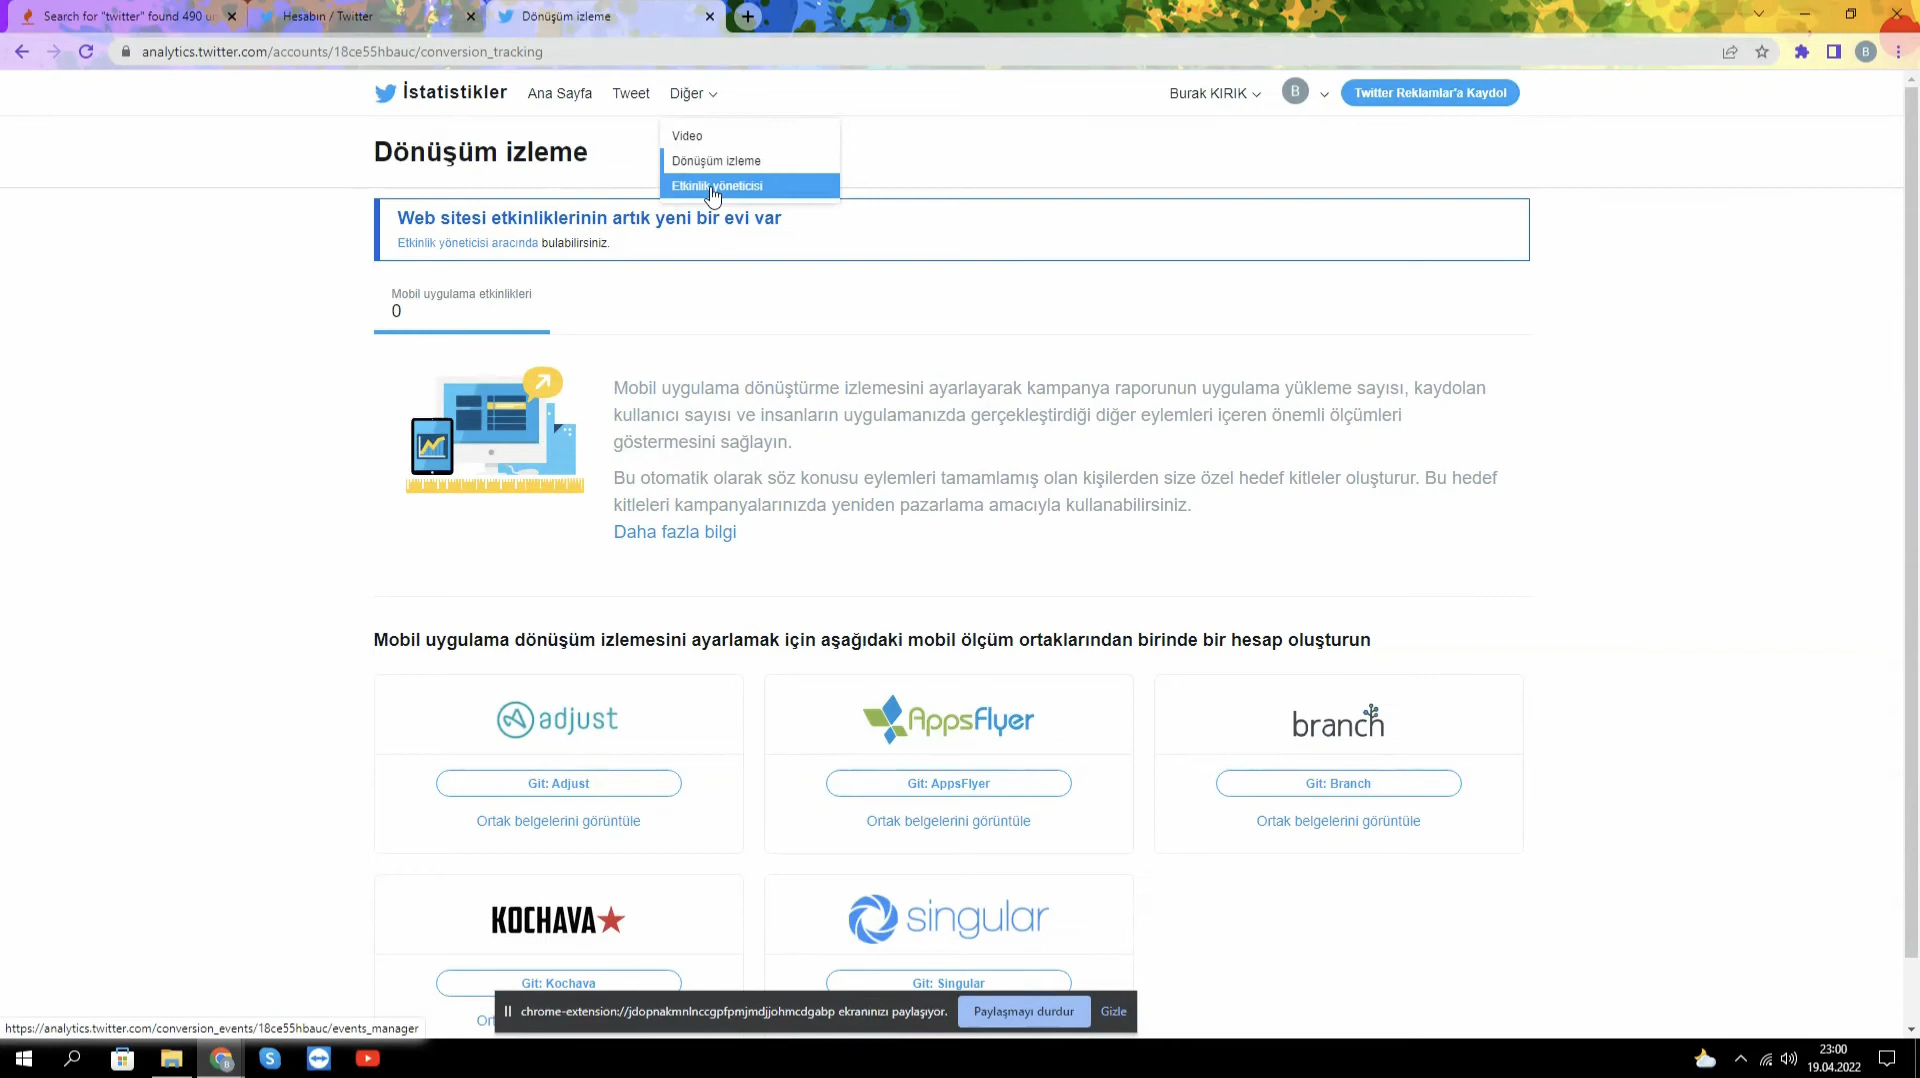 Search for "twitter" found 490 un
Hesabın / Twitter
Dönüşüm izleme
analytics.twitter.com/accounts/18ce55hbauc/conversion_tracking
B
İstatistikler
Ana Sayfa
Tweet
Diğer
Burak KIRIK
B
Twitter Reklamlar'a Kaydol
Video
Dönüşüm izleme
Etkinlik yöneticisi
Dönüşüm izleme
Web sitesi etkinliklerinin artık yeni bir evi var
Etkinlik yöneticisi aracında bulabilirsiniz.
Mobil uygulama etkinlikleri
0
Mobil uygulama dönüştürme izlemesini ayarlayarak kampanya raporunun uygulama yükleme sayısı, kaydolan
kullanıcı sayısı ve insanların uygulamanızda gerçekleştirdiği diğer eylemleri içeren önemli ölçümleri
göstermesini sağlayın.
Bu otomatik olarak söz konusu eylemleri tamamlamış olan kişilerden size özel hedef kitleler oluşturur. Bu hedef
kitleleri kampanyalarınızda yeniden pazarlama amacıyla kullanabilirsiniz.
Daha fazla bilgi
Mobil uygulama dönüşüm izlemesini ayarlamak için aşağıdaki mobil ölçüm ortaklarından birinde bir hesap oluşturun
adjust
AppsFlyer
branch
Git: Adjust
Git: AppsFlyer
Git: Branch
Ortak belgelerini görüntüle
Ortak belgelerini görüntüle
Ortak belgelerini görüntüle
KOCHAVA
singular
Git: Kochava
Git: Singular
chrome-extension://jdopnakmnlnccgpfpmjmdjjohmcdgabp ekranınızı paylaşıyor.
Paylaşmayı durdur
Gizle
Ort
https://analytics.twitter.com/conversion_events/18ce55hbauc/events_manager
23:00
19.04.2022